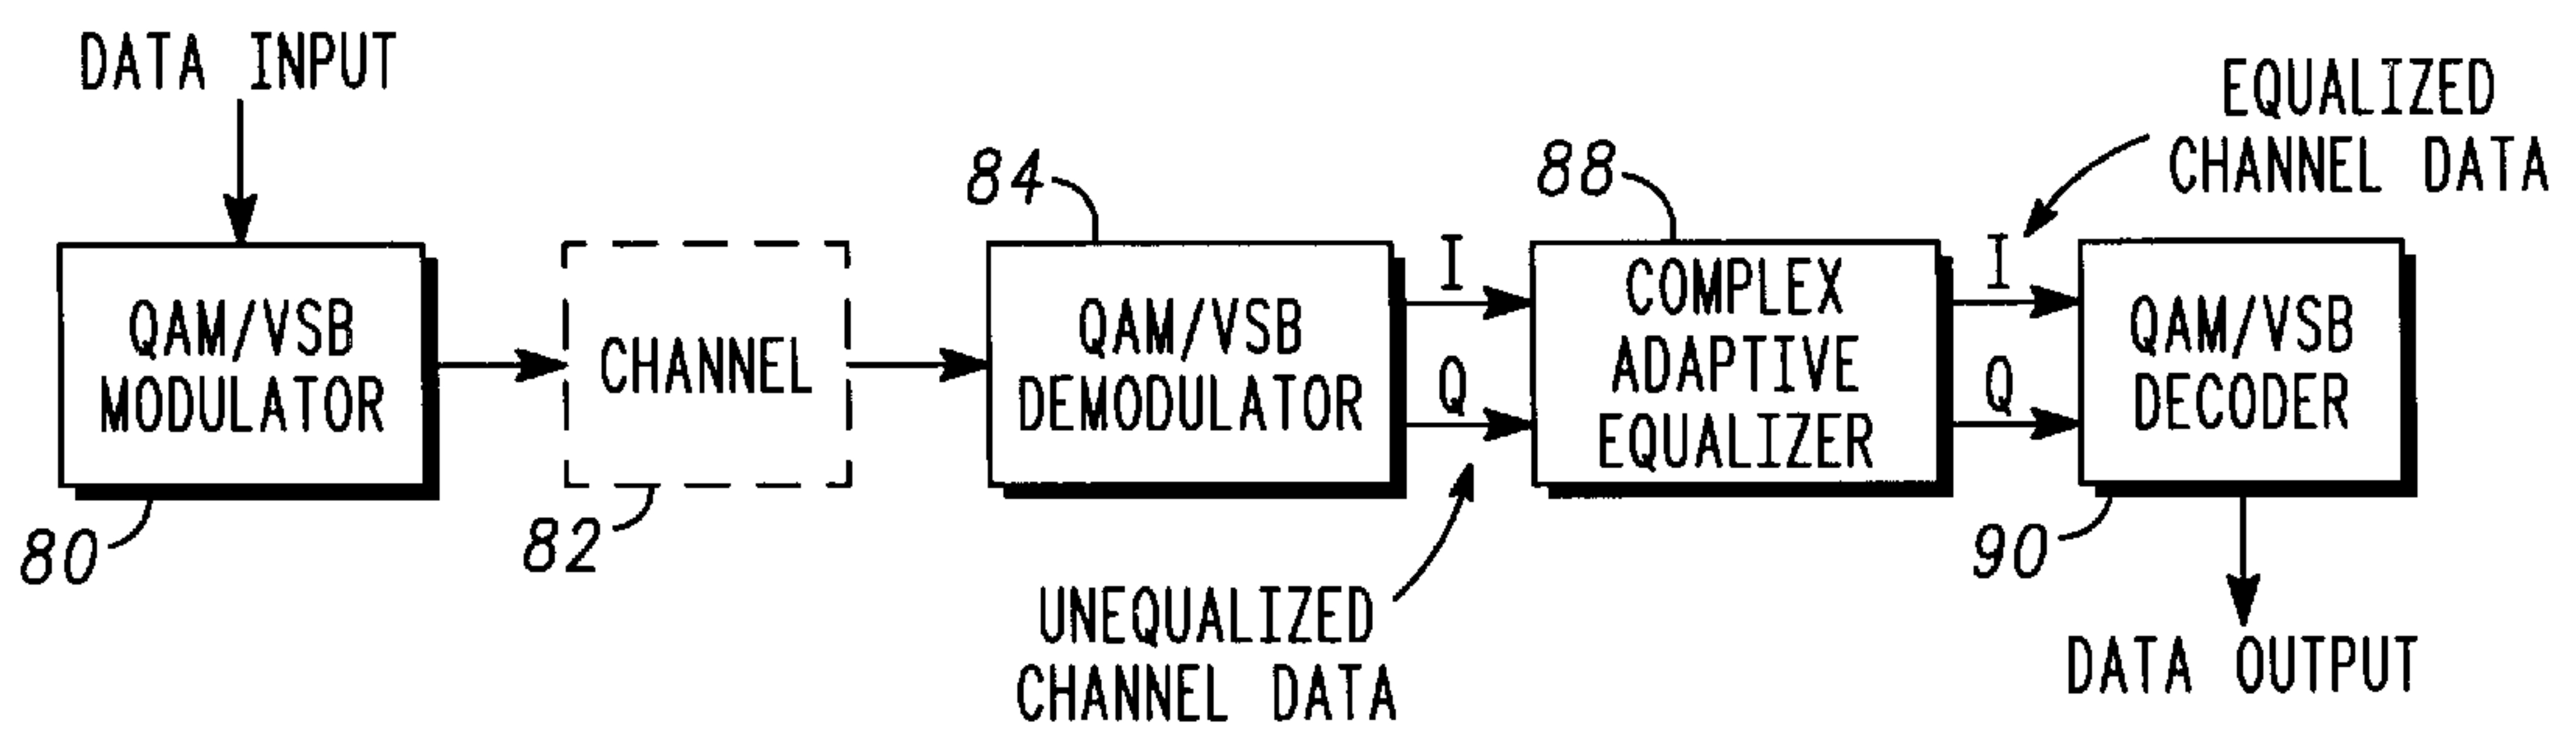 DATA INPUT
QAM/VSB
MODULATOR
80
CHANNEL
82
84
QAM/VSB
DEMODULATOR
I
Q
UNEQUALIZED
CHANNEL DATA
88
COMPLEX
ADAPTIVE
EQUALIZER
I
Q
EQUALIZED
CHANNEL DATA
QAM/VSB
DECODER
90
DATA OUTPUT